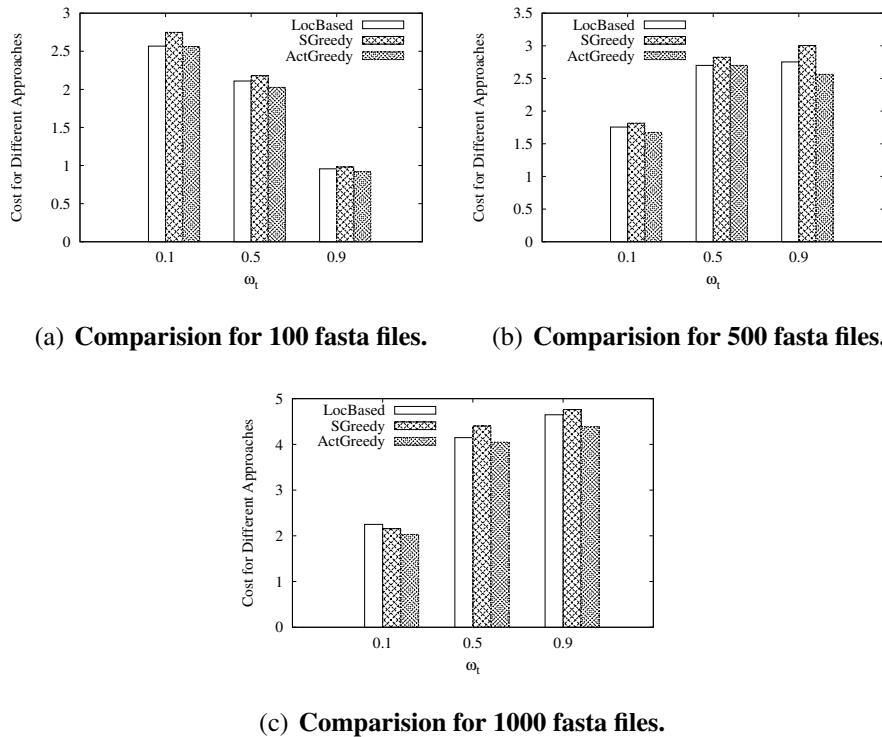 3
2.5
2
1.5
1
0.5
0
Cost for Different Approaches
LocBased
SGreedy
ActGreedy
0.1 0.5 0.9
ωt
(a) Comparision for 100 fasta files.
3.5
3
2.5
2
1.5
1
0.5
0
Cost for Different Approaches
LocBased
SGreedy
ActGreedy
0.1 0.5 0.9
ωt
(b) Comparision for 500 fasta files.
5
4
3
2
1
0
Cost for Different Approaches
LocBased
SGreedy
ActGreedy
0.1 0.5 0.9
ωt
(c) Comparision for 1000 fasta files.